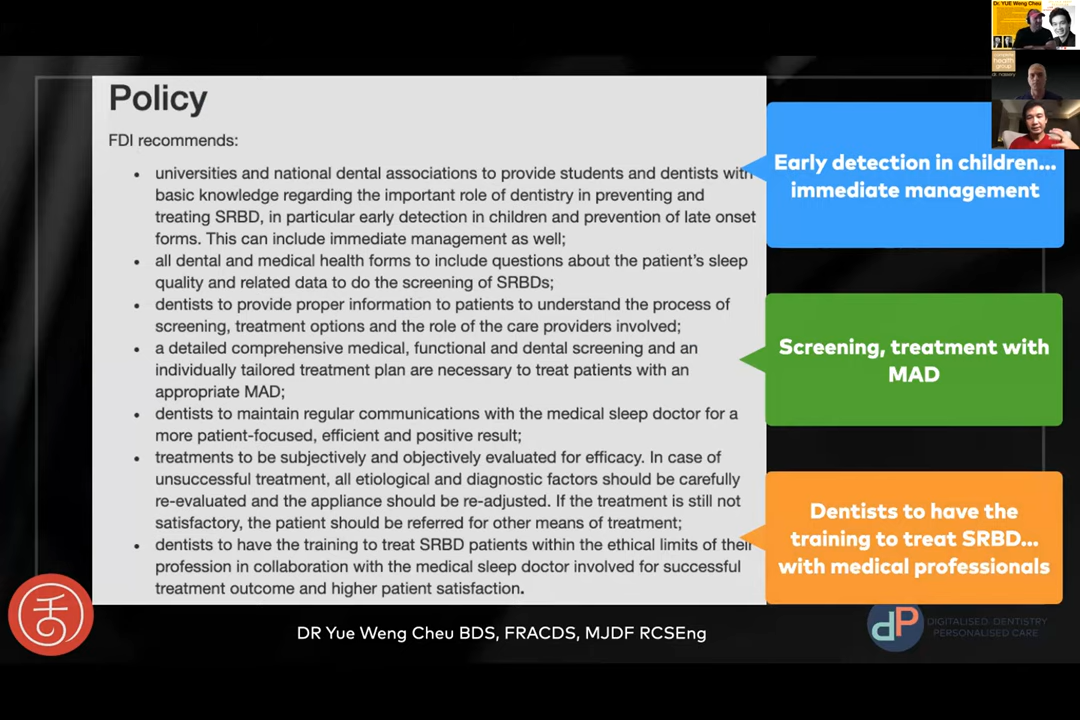 Policy
FDI recommends:
• universities and national dental associations to provide students and dentists with
basic knowledge regarding the important role of dentistry in preventing and
treating SRBD, in particular early detection in children and prevention of late onset
forms. This can include immediate management as well;
• all dental and medical health forms to include questions about the patient's sleep
quality and related data to do the screening of SRBDs;
• dentists to provide proper information to patients to understand the process of
screening, treatment options and the role of the care providers involved;
• a detailed comprehensive medical, functional and dental screening and an
individually tailored treatment plan are necessary to treat patients with an
appropriate MAD;
• dentists to maintain regular communications with the medical sleep doctor for a
more patient-focused, efficient and positive result;
• treatments to be subjectively and objectively evaluated for efficacy. In case of
unsuccessful treatment, all etiological and diagnostic factors should be carefully
re-evaluated and the appliance should be re-adjusted. If the treatment is still not
satisfactory, the patient should be referred for other means of treatment;
• dentists to have the training to treat SRBD patients within the ethical limits of their
profession in collaboration with the medical sleep doctor involved for successful
treatment outcome and higher patient satisfaction.
Early detection in children...
immediate management
Screening, treatment with
MAD
Dentists to have the
training to treat SRBD...
with medical professionals
舌
DR Yue Weng Cheu BDS, FRACDS, MJDF RCSEng
dP
DIGITALISED. DENTISTRY
PERSONALISED CARE
Dr. YUE Weng Cheu
health
group